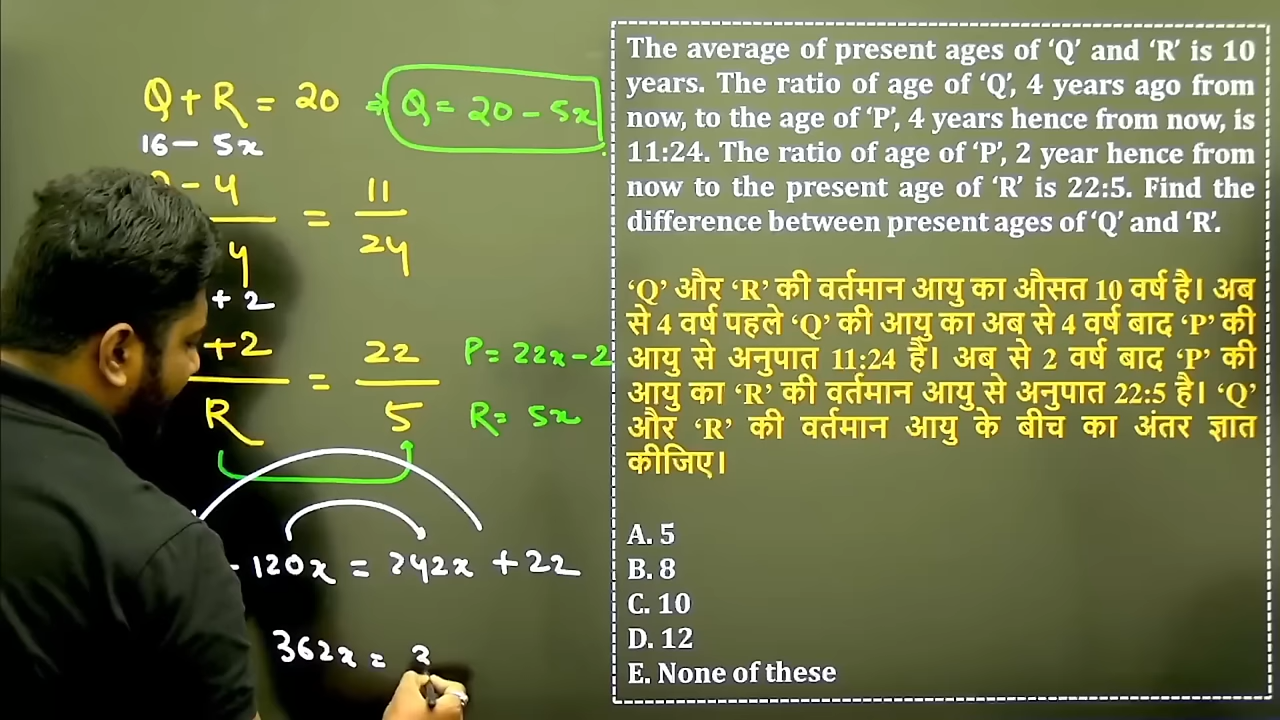 Q + R = 20 ⇒ Q = 20 - 5x
16 - 5x
- 4
= 11/24
4
+ 2
+2
R
= 22/5
P = 22x - 2
R = 5x
- 120x = 242x + 22
362x =
The average of present ages of ‘Q’ and ‘R’ is 10
years. The ratio of age of ‘Q’, 4 years ago from
now, to the age of ‘P’, 4 years hence from now, is
11:24. The ratio of age of ‘P’, 2 year hence from
now to the present age of ‘R’ is 22:5. Find the
difference between present ages of ‘Q’ and ‘R’.
‘Q’ और ‘R’ की वर्तमान आयु का औसत 10 वर्ष है। अब
से 4 वर्ष पहले ‘Q’ की आयु का अब से 4 वर्ष बाद ‘P’ की
आयु से अनुपात 11:24 है। अब से 2 वर्ष बाद ‘P’ की
आयु का ‘R’ की वर्तमान आयु से अनुपात 22:5 है। ‘Q’
और ‘R’ की वर्तमान आयु के बीच का अंतर ज्ञात
कीजिए।
A. 5
B. 8
C. 10
D. 12
E. None of these